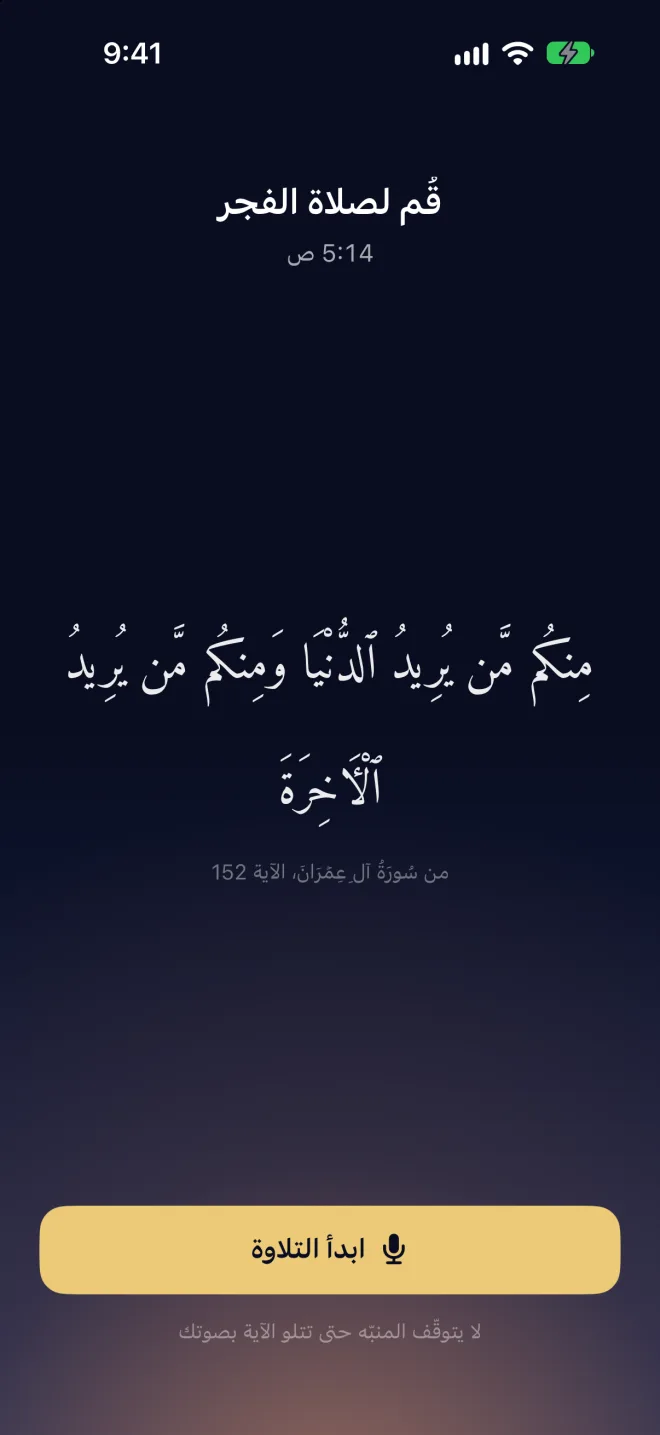 9:41
قُم لصلاة الفجر
5:14 ص
مِنكُم مَّن يُرِيدُ ٱلدُّنْيَا وَمِنكُم مَّن يُرِيدُ
ٱلْأَخِرَةَ
من سُورَةُ آلِ عِمۡرَانَ، الآية 152
ابدأ التلاوة
لا يتوقّف المنبّه حتى تتلو الآية بصوتك